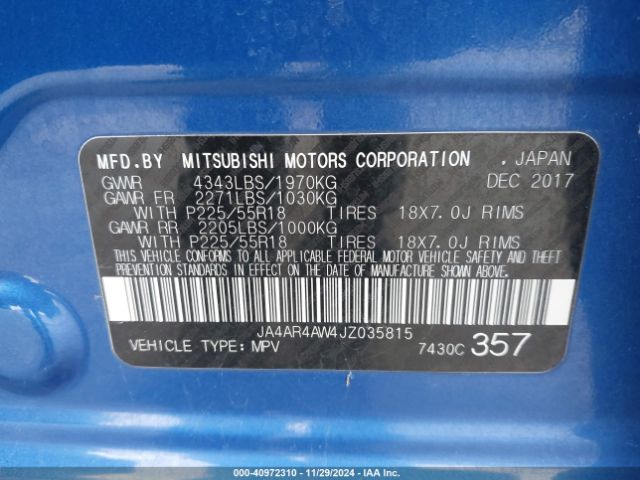 MFD.BY MITSUBISHI MOTORS CORPORATION . JAPAN
GVWR 4343LBS/1970KG DEC 2017
GAWR FR 2271LBS/1030KG
WITH P225/55R18 TIRES 18X7.0J RIMS
GAWR RR 2205LBS/1000KG
WITH P225/55R18 TIRES 18X7.0J RIMS
THIS VEHICLE CONFORMS TO ALL APPLICABLE FEDERAL MOTOR VEHICLE SAFETY AND THEFT
PREVENTION STANDARDS IN EFFECT ON THE DATE OF MANUFACTURE SHOWN ABOVE.
JA4AR4AW4JZ035815
VEHICLE TYPE: MPV 7430C 357
000-40972310 - 11/29/2024 - IAA Inc.